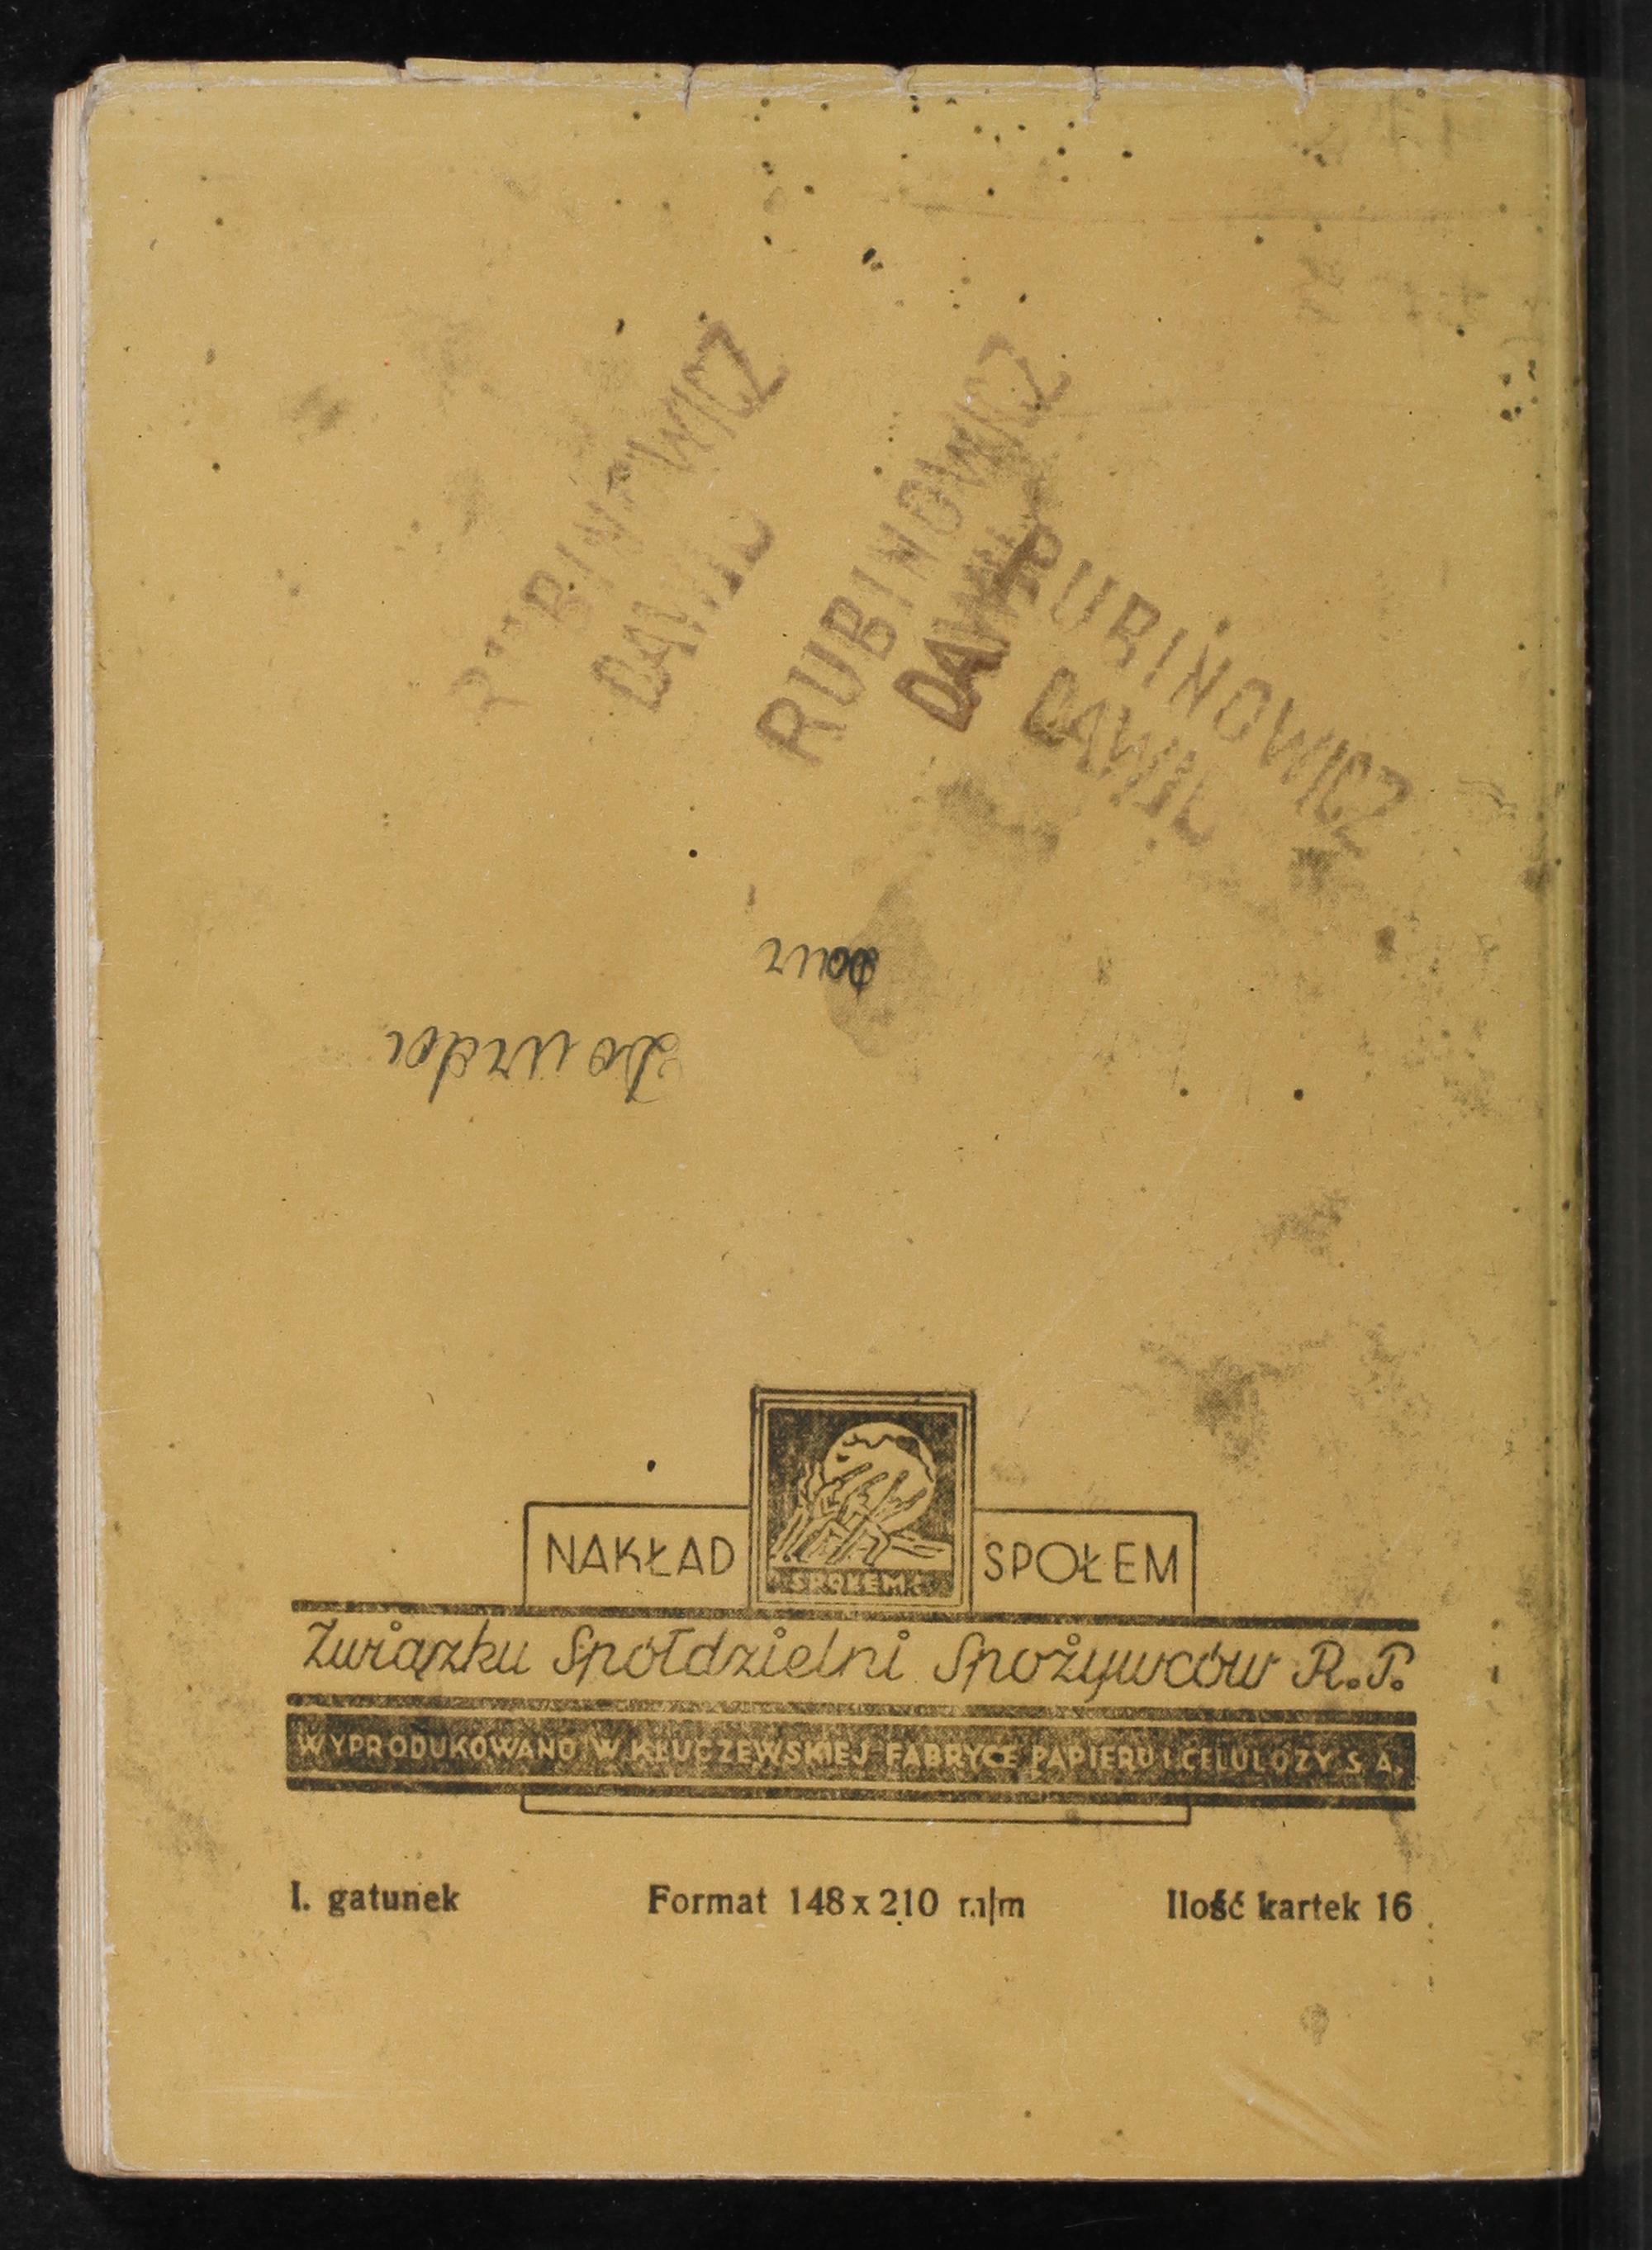 RUBINOWICZ
DAWID
RUBINOWICZ
DAWID
RUBINOWICZ
DAWID
NAKŁAD
SPOŁEM
SPOŁEM
Związku Spółdzielni Spożywców R.P.
WYPRODUKOWANO W KLUCZEWSKIEJ FABRYCE PAPIERU I CELULOZY S. A.
I. gatunek Format 148 x 210 m|m Ilość kartek 16